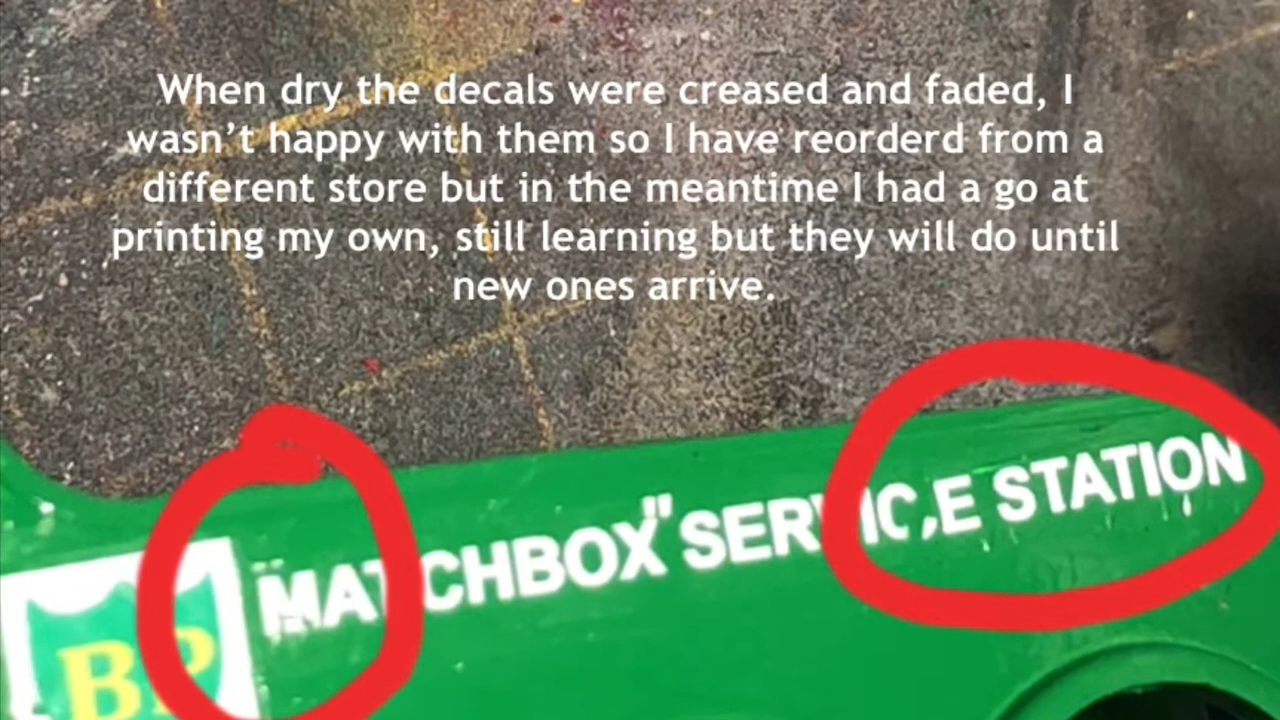 When dry the decals were creased and faded, I
wasn't happy with them so I have reorderd from a
different store but in the meantime I had a go at
printing my own, still learning but they will do until
new ones arrive.
"MATCHBOX" SERVICE STATION
BP